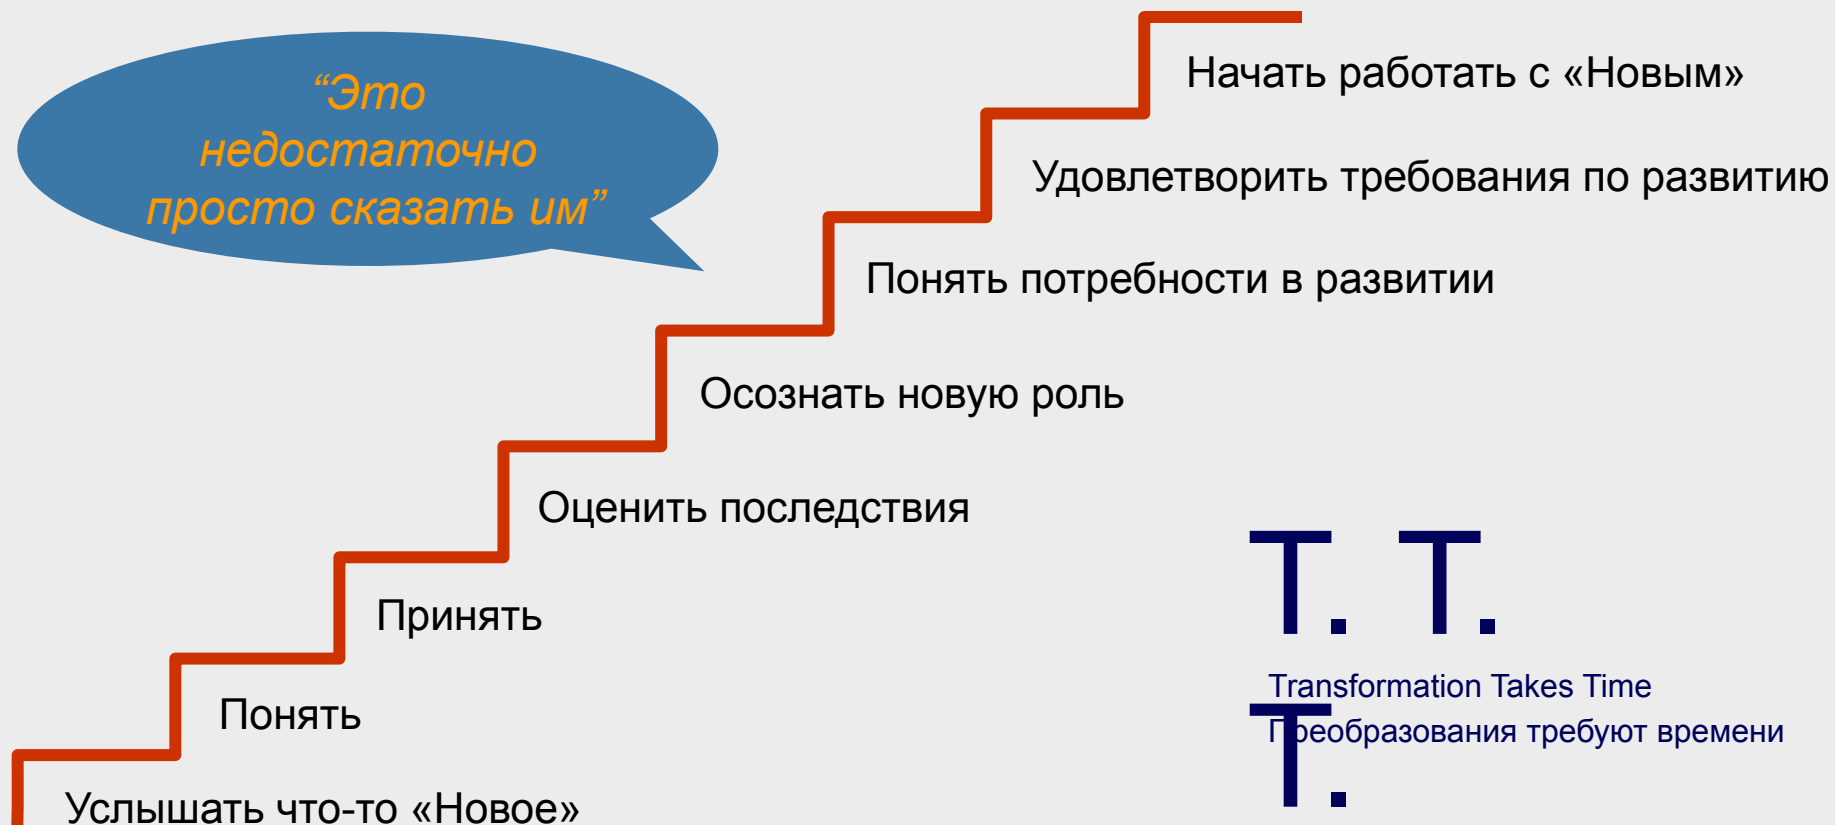 “Это
недостаточно
просто сказать им”
Начать работать с «Новым»
Удовлетворить требования по развитию
Понять потребности в развитии
Осознать новую роль
Оценить последствия
Принять
Понять
Услышать что-то «Новое»
Т. Т.
Т.
Transformation Takes Time
Преобразования требуют времени